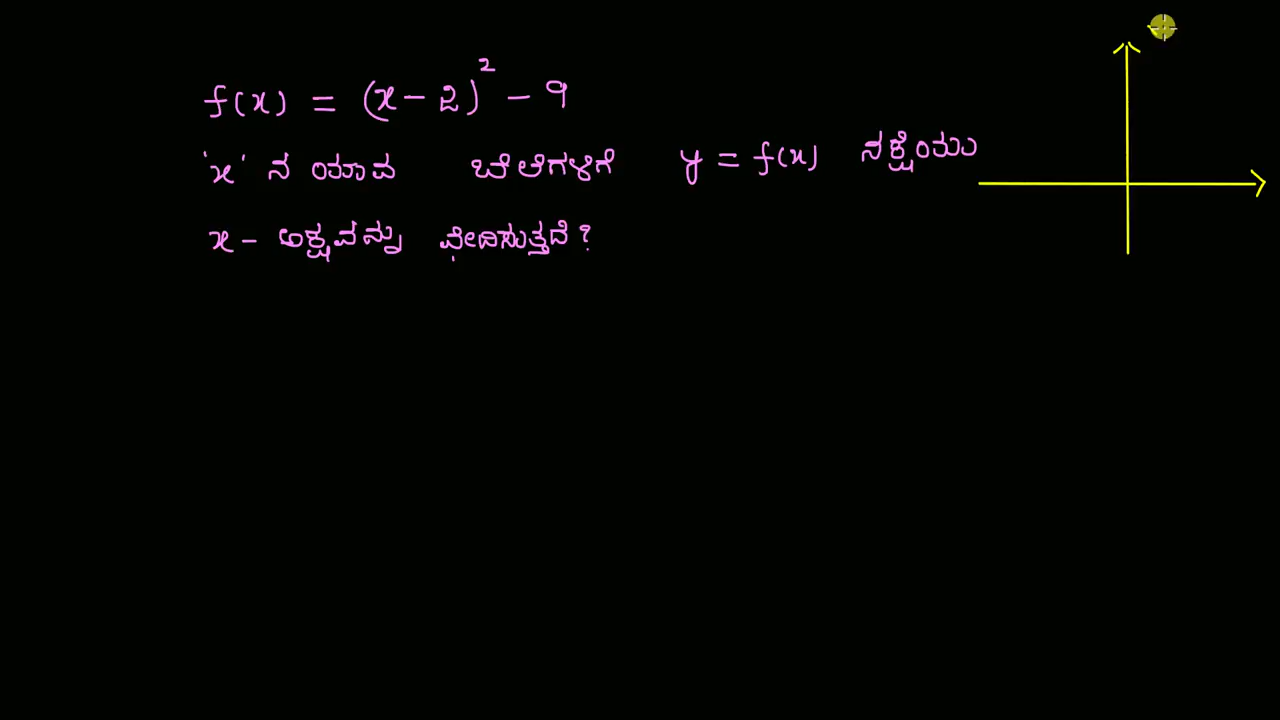 f(x) = (x-2)² - 9
'x' ನ ಯಾವ ಬೆಲೆಗಳಿಗೆ y = f(x) ನಕ್ಷೆಯು
x- ಅಕ್ಷವನ್ನು ಛೇದಿಸುತ್ತದೆ?